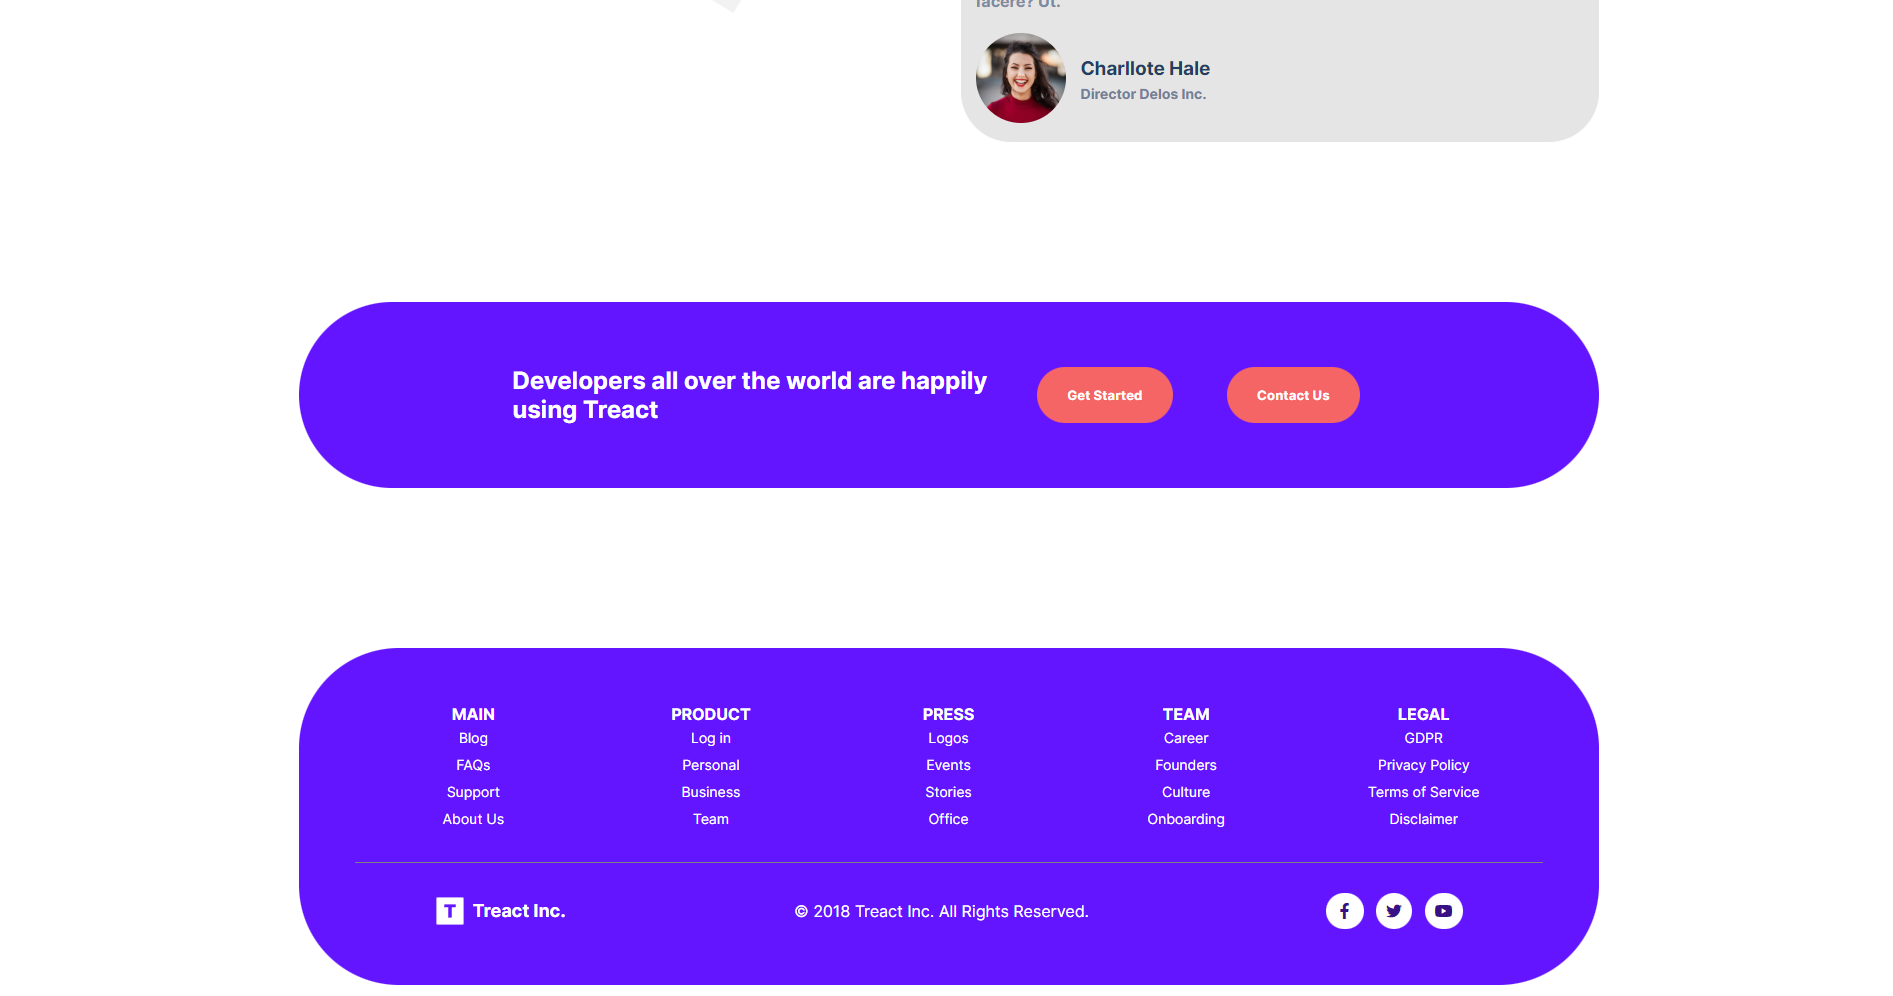 facere? Ut.
Charllote Hale
Director Delos Inc.
Developers all over the world are happily
using Treact
Get Started
Contact Us
MAIN
Blog
FAQs
Support
About Us
PRODUCT
Log in
Personal
Business
Team
PRESS
Logos
Events
Stories
Office
TEAM
Career
Founders
Culture
Onboarding
LEGAL
GDPR
Privacy Policy
Terms of Service
Disclaimer
T Treact Inc.
© 2018 Treact Inc. All Rights Reserved.